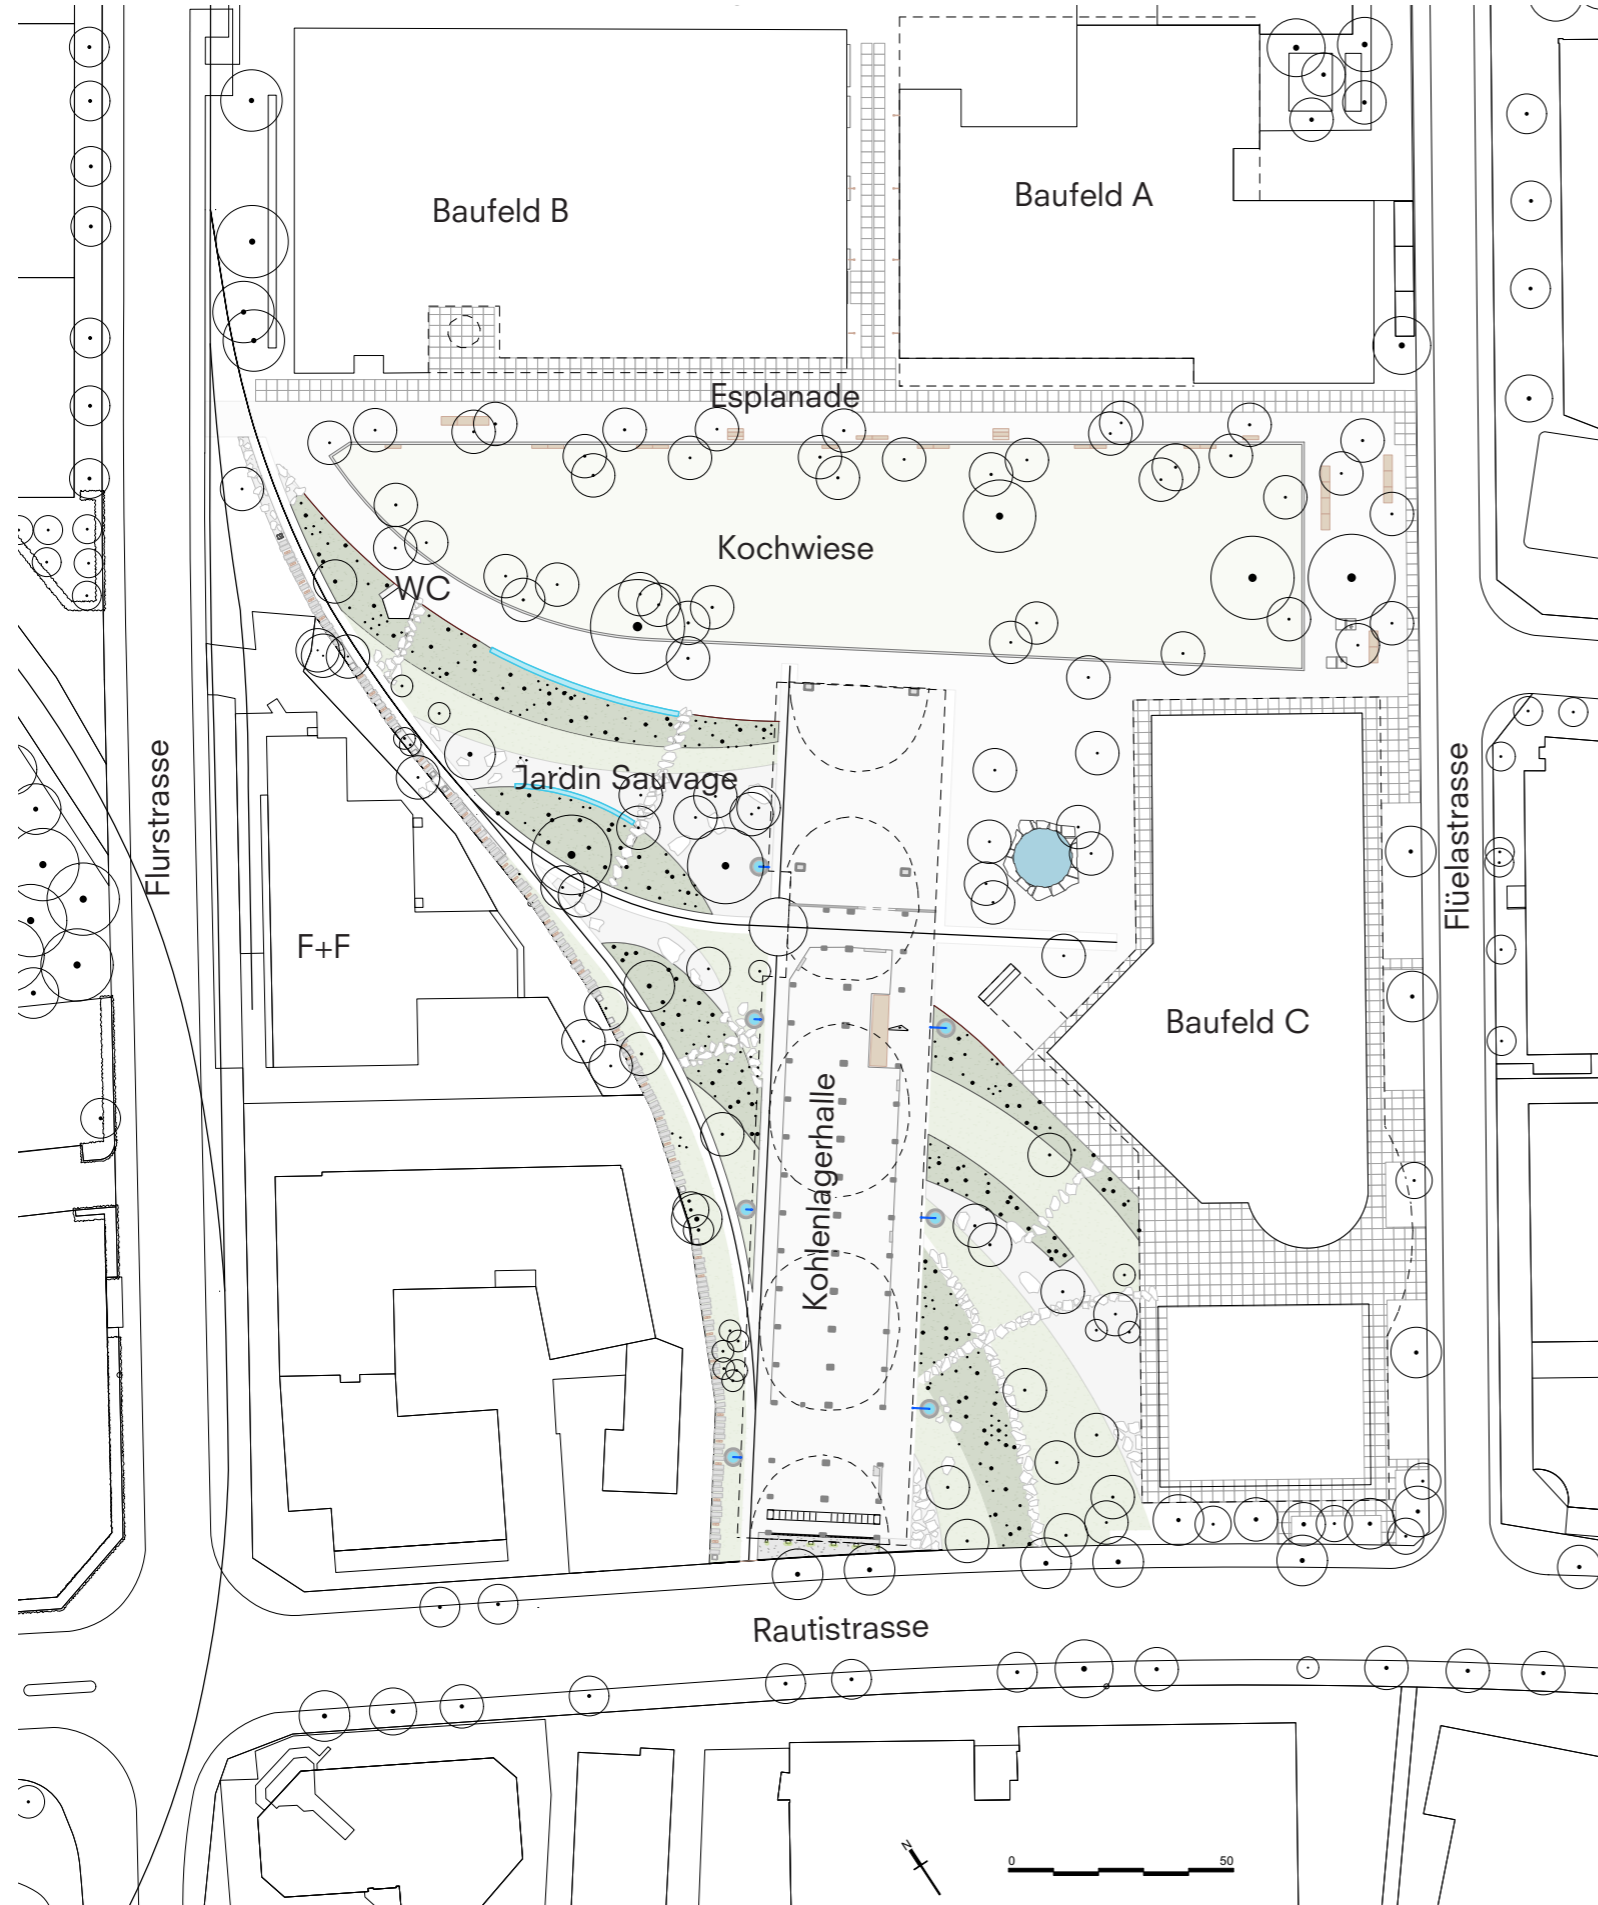 Baufeld A
Baufeld B
Esplanade
Kochwiese
WC
Jardin Sauvage
Flurstrasse
Flüelastrasse
F+F
Baufeld C
Kohlenlagerhalle
Rautistrasse
N
0 50